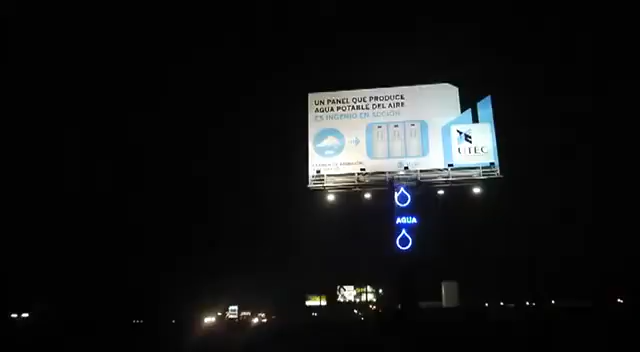 UN PANEL QUE PRODUCE
AGUA POTABLE DEL AIRE
ES INGENIO EN ACCIÓN.
UTEC
AGUA